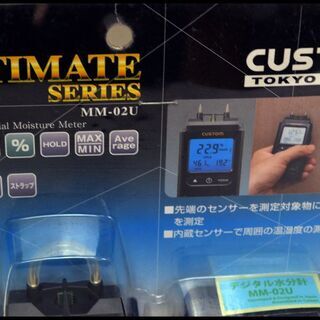 TIMATE
SERIES
MM-02U
al Moisture Meter
%
HOLD
MAX
MIN
Ave
rage
ストラップ
CUST
TOKYO
CUSTOM
■先端のセンサーを測定対象物に
を測定
■内蔵センサーで周囲の温湿度の測
デジタル水分計
MM-02U